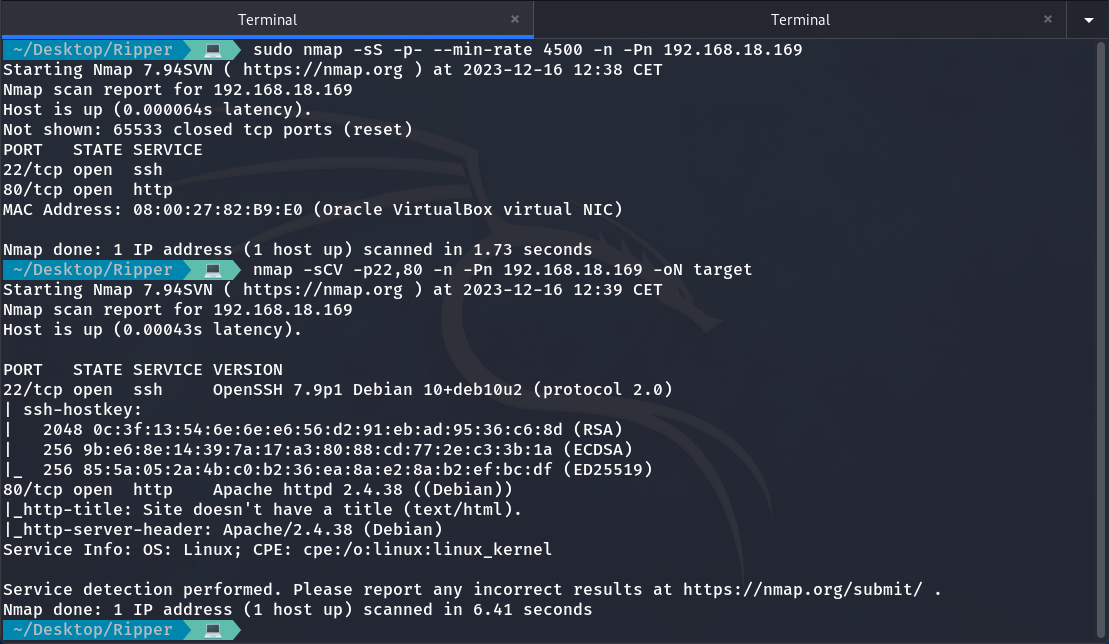 Terminal × Terminal ×
~/Desktop/Ripper sudo nmap -sS -p- --min-rate 4500 -n -Pn 192.168.18.169
Starting Nmap 7.94SVN ( https://nmap.org ) at 2023-12-16 12:38 CET
Nmap scan report for 192.168.18.169
Host is up (0.000064s latency).
Not shown: 65533 closed tcp ports (reset)
PORT   STATE SERVICE
22/tcp open  ssh
80/tcp open  http
MAC Address: 08:00:27:82:B9:E0 (Oracle VirtualBox virtual NIC)
Nmap done: 1 IP address (1 host up) scanned in 1.73 seconds
~/Desktop/Ripper nmap -sCV -p22,80 -n -Pn 192.168.18.169 -oN target
Starting Nmap 7.94SVN ( https://nmap.org ) at 2023-12-16 12:39 CET
Nmap scan report for 192.168.18.169
Host is up (0.00043s latency).
PORT   STATE SERVICE VERSION
22/tcp open  ssh     OpenSSH 7.9p1 Debian 10+deb10u2 (protocol 2.0)
| ssh-hostkey:
|   2048 0c:3f:13:54:6e:6e:e6:56:d2:91:eb:ad:95:36:c6:8d (RSA)
|   256 9b:e6:8e:14:39:7a:17:a3:80:88:cd:77:2e:c3:3b:1a (ECDSA)
|_  256 85:5a:05:2a:4b:c0:b2:36:ea:8a:e2:8a:b2:ef:bc:df (ED25519)
80/tcp open  http    Apache httpd 2.4.38 ((Debian))
|_http-title: Site doesn't have a title (text/html).
|_http-server-header: Apache/2.4.38 (Debian)
Service Info: OS: Linux; CPE: cpe:/o:linux:linux_kernel
Service detection performed. Please report any incorrect results at https://nmap.org/submit/ .
Nmap done: 1 IP address (1 host up) scanned in 6.41 seconds
~/Desktop/Ripper